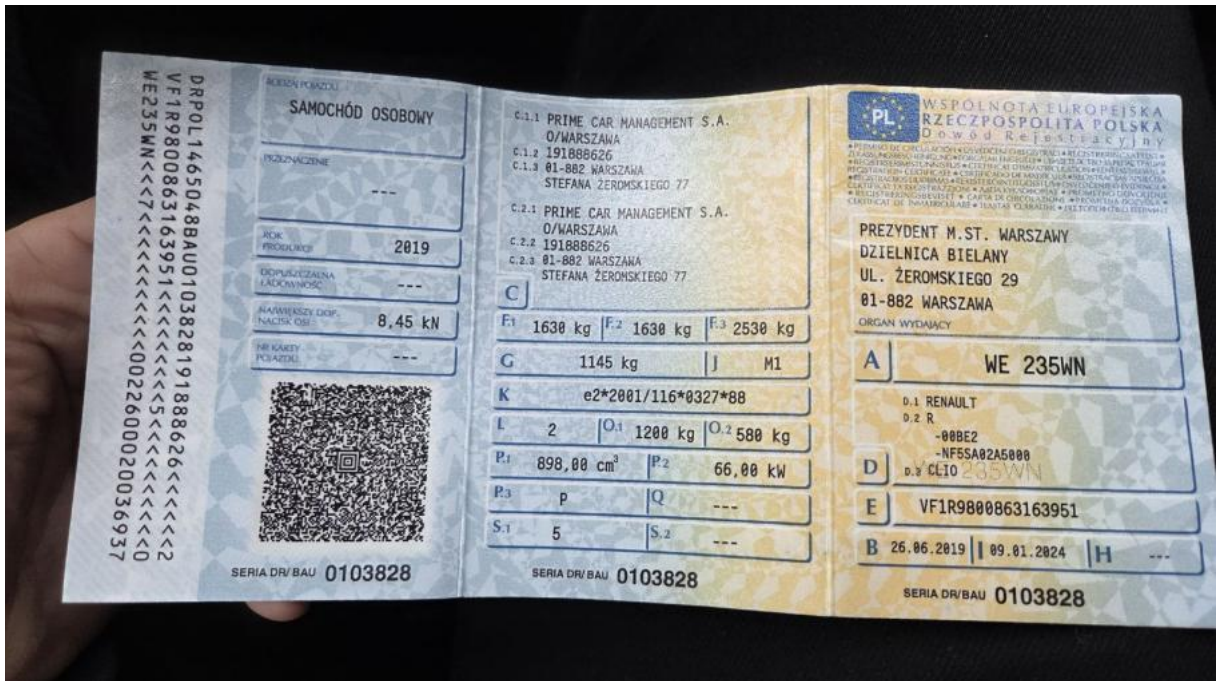 DRPOL14650488BAU01038281918 88626<<<<<2
VF1R9800863163951<<<<<<<5<<<<<<<<<<<0
WE235WN<<7<<<<<<<<<<<<0022600020036937
RODZAJ POJAZDU
SAMOCHÓD OSOBOWY
PRZEZNACZENIE
---
ROK
PRODUKCJI 2019
DOPUSZCZALNA
ŁADOWNOŚĆ ---
NAJWIĘKSZY DOP.
NACISK OSI 8,45 kN
NR KARTY
POJAZDU ---
SERIA DR/BAU 0103828
C.1.1 PRIME CAR MANAGEMENT S.A.
O/WARSZAWA
C.1.2 191888626
C.1.3 01-882 WARSZAWA
STEFANA ŻEROMSKIEGO 77
C.2.1 PRIME CAR MANAGEMENT S.A.
O/WARSZAWA
C.2.2 191888626
C.2.3 01-882 WARSZAWA
STEFANA ŻEROMSKIEGO 77
C
F.1 1630 kg F.2 1630 kg F.3 2530 kg
G 1145 kg J M1
K e2*2001/116*0327*88
L 2 O.1 1200 kg O.2 580 kg
P.1 898,00 cm³ P.2 66,00 kW
P.3 P Q ---
S.1 5 S.2 ---
SERIA DR/BAU 0103828
PL
WSPÓLNOTA EUROPEJSKA
RZECZPOSPOLITA POLSKA
Dowód Rejestracyjny
PREZYDENT M.ST. WARSZAWY
DZIELNICA BIELANY
UL. ŻEROMSKIEGO 29
01-882 WARSZAWA
ORGAN WYDAJĄCY
A WE 235WN
D.1 RENAULT
D.2 R
-00BE2
-NF5SA02A5000
D D.3 CLIO
E VF1R9800863163951
B 26.06.2019 I 09.01.2024 H ---
SERIA DR/BAU 0103828